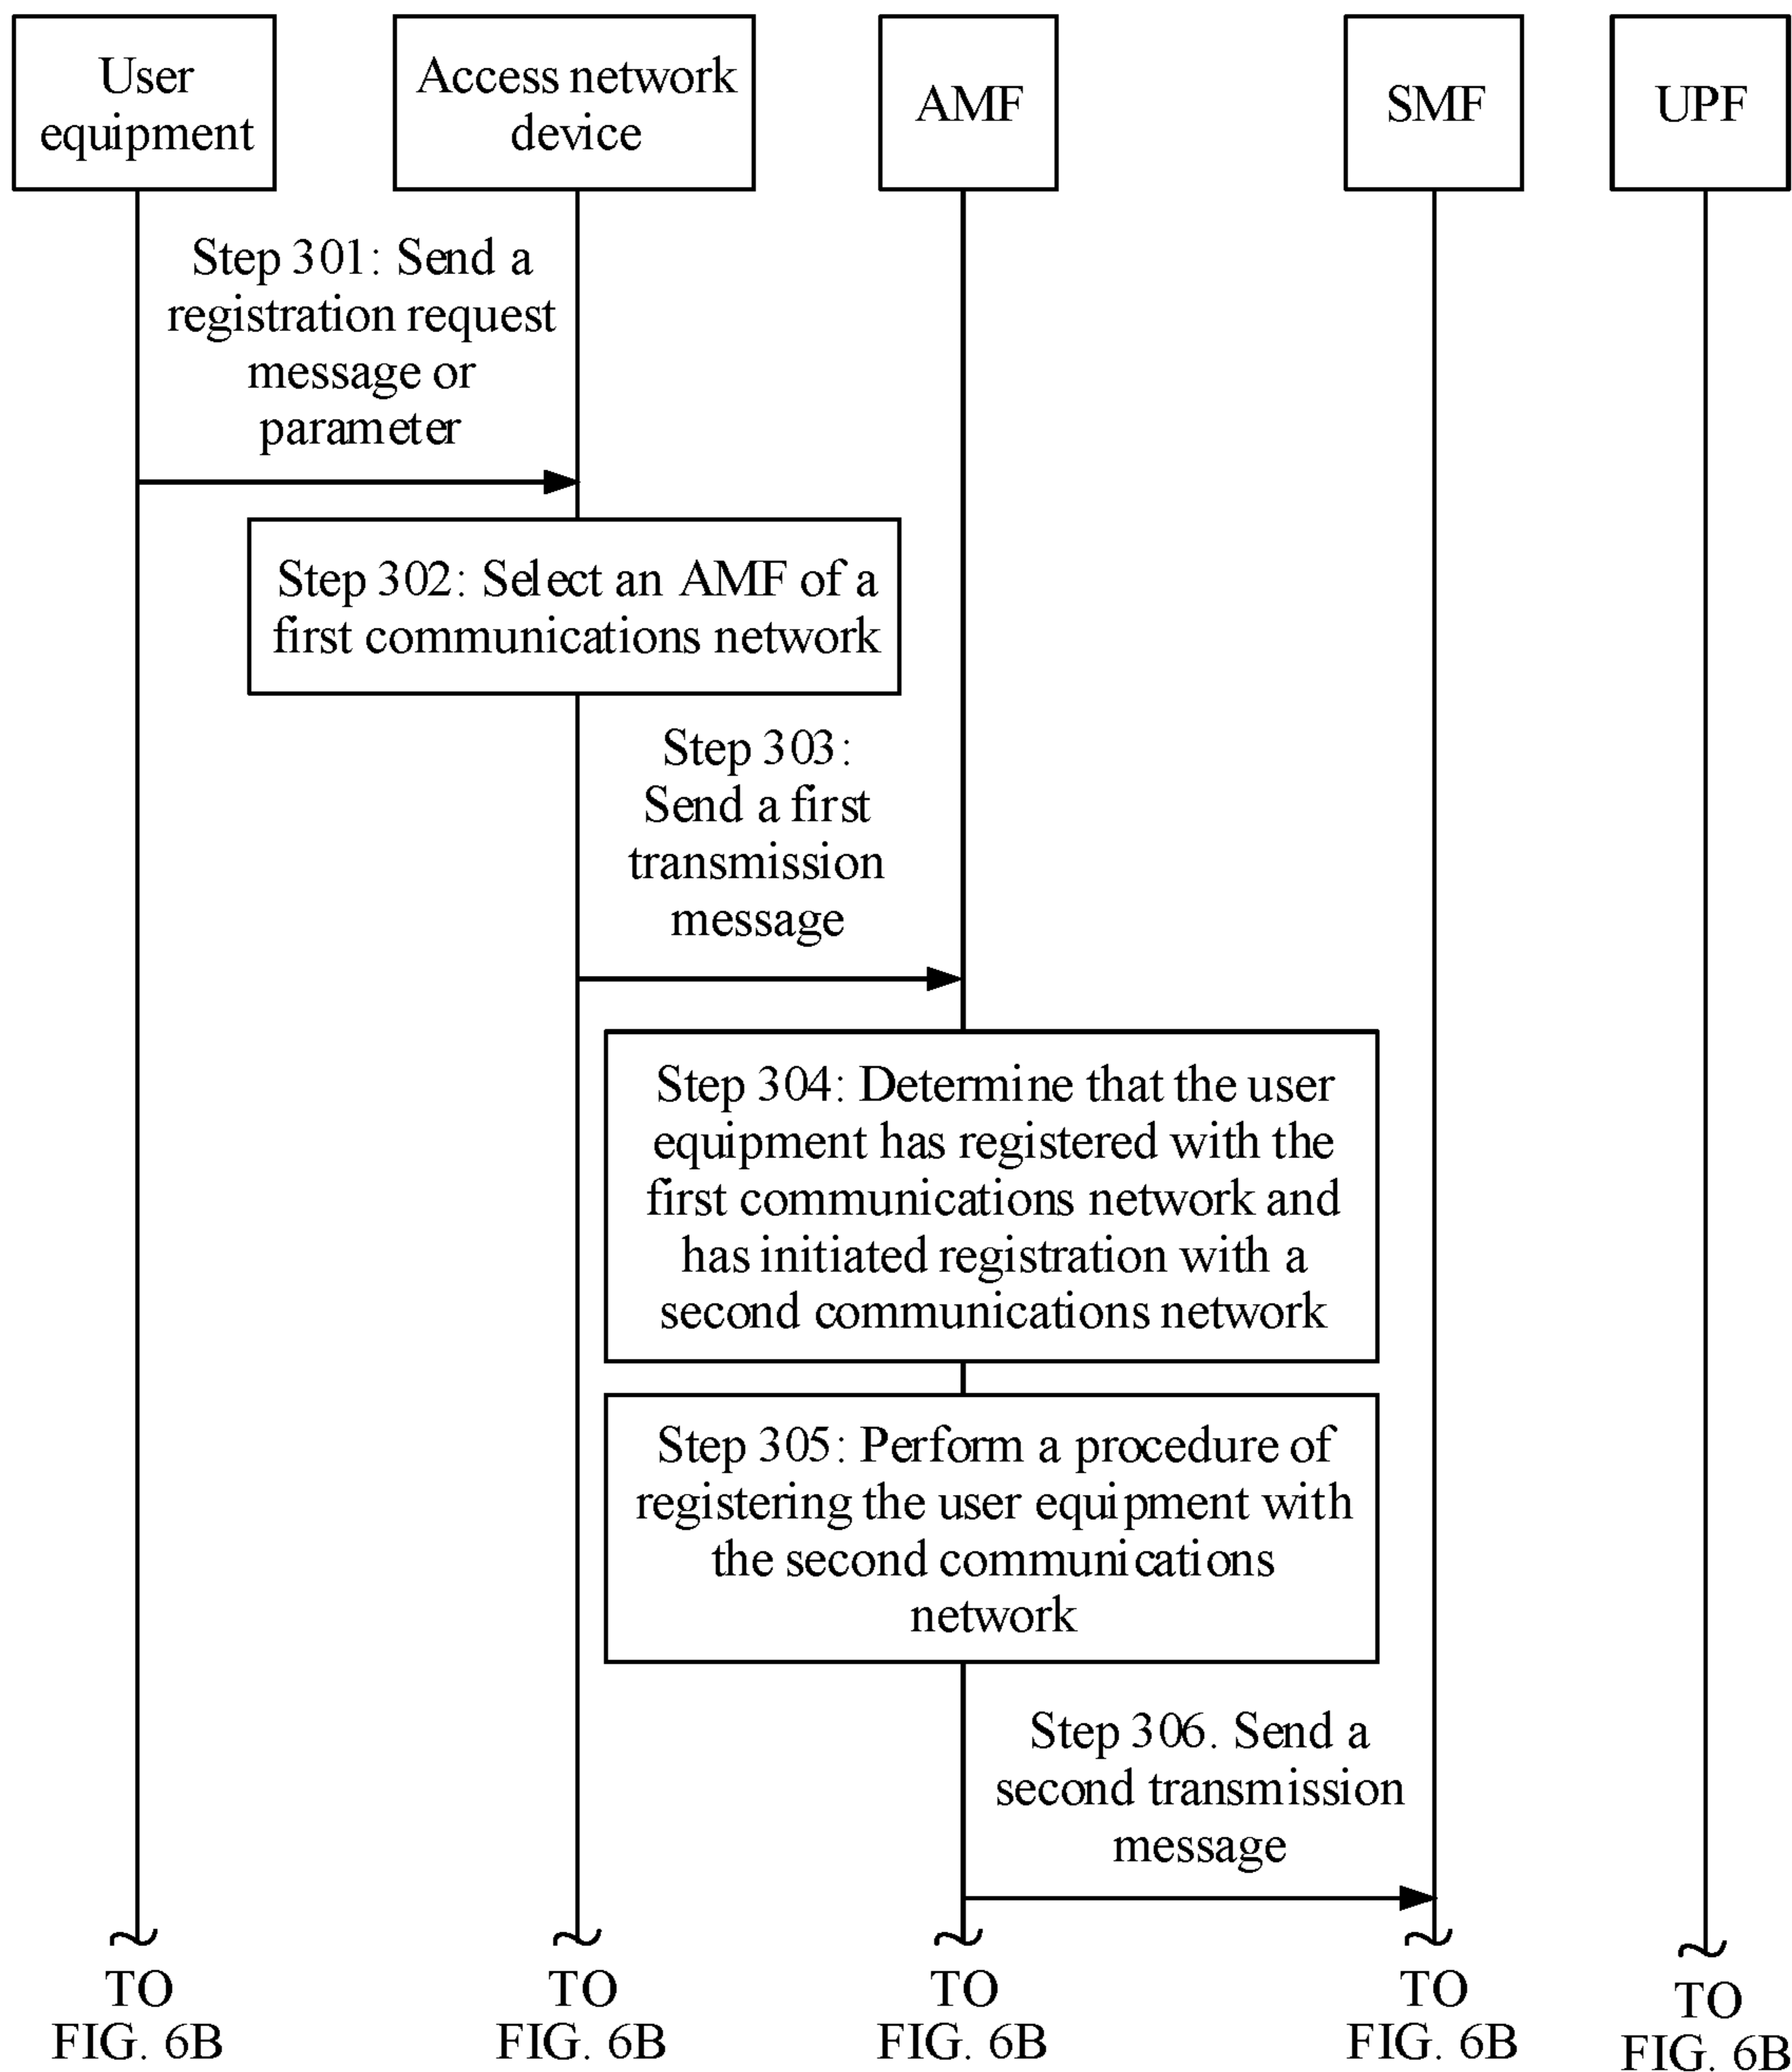 User
equipment
Access network
device
AMF
SMF
UPF
Step 301: Send a
registration request
message or
parameter
Step 302: Select an AMF of a
first communications network
Step 303:
Send a first
transmission
message
Step 304: Determine that the user
equipment has registered with the
first communications network and
has initiated registration with a
second communications network
Step 305: Perform a procedure of
registering the user equipment with
the second communications
network
Step 306. Send a
second transmission
message
TO
FIG. 6B
TO
FIG. 6B
TO
FIG. 6B
TO
FIG. 6B
TO
FIG. 6B